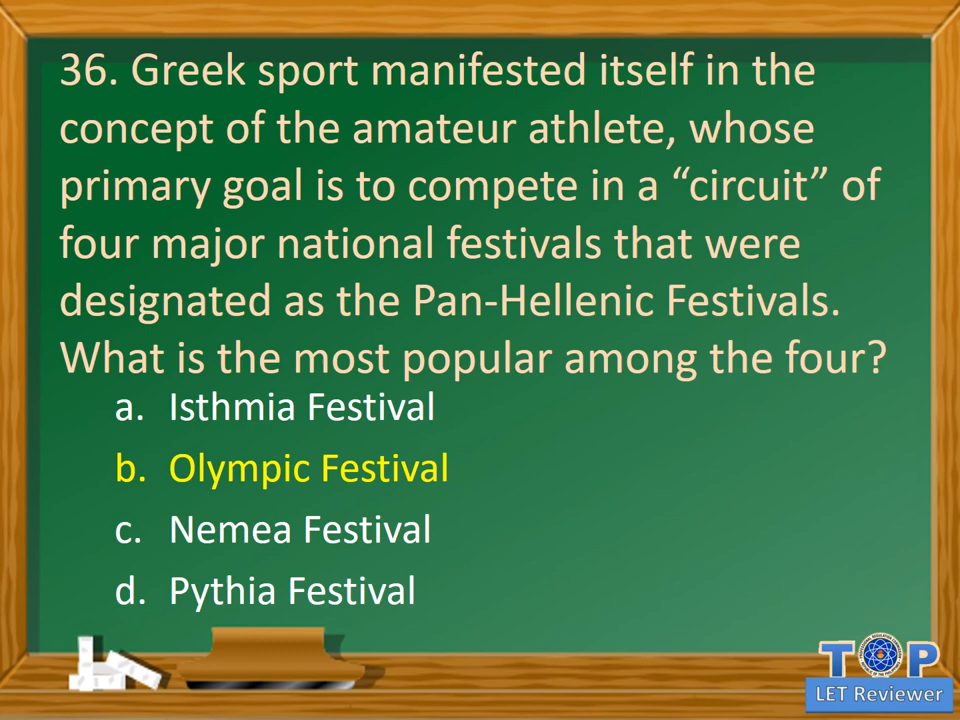 36. Greek sport manifested itself in the
concept of the amateur athlete, whose
primary goal is to compete in a “circuit” of
four major national festivals that were
designated as the Pan-Hellenic Festivals.
What is the most popular among the four?
a. Isthmia Festival
b. Olympic Festival
c. Nemea Festival
d. Pythia Festival
TOP
LET Reviewer